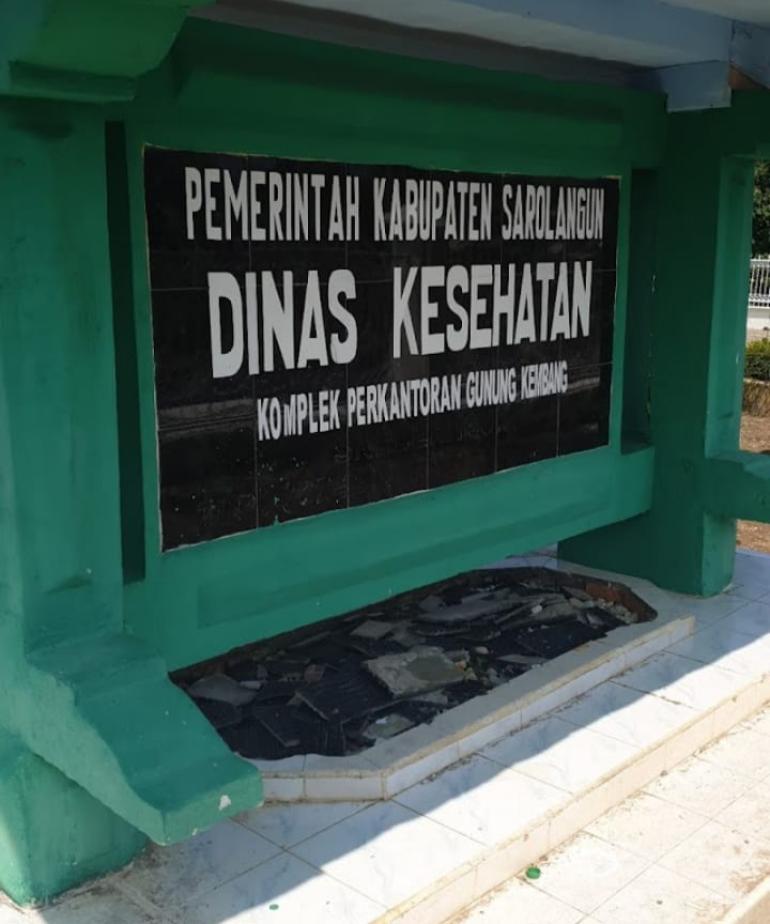 PEMERINTAH KABUPATEN SAROLANGUN
DINAS KESEHATAN
KOMPLEK PERKANTORAN GUNUNG KEMBANG